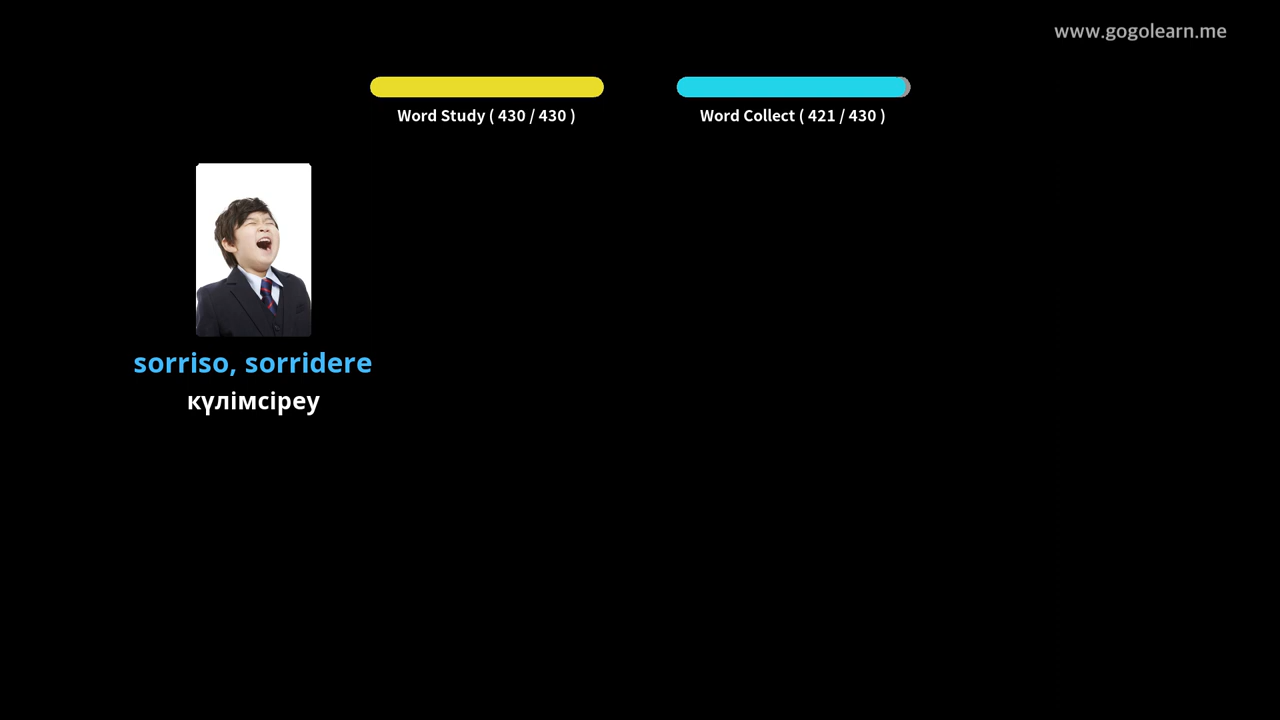 www.gogolearn.me
Word Study ( 430 / 430 )
Word Collect ( 421 / 430 )
sorriso, sorridere
күлімсіреу